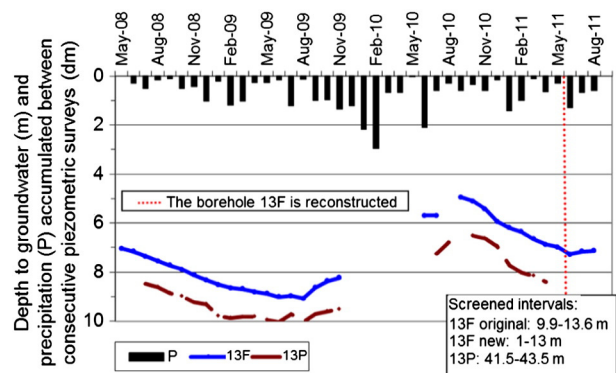 May-08
Aug-08
Nov-08
Feb-09
May-09
Aug-09
Nov-09
Feb-10
May-10
Aug-10
Nov-10
Feb-11
May-11
Aug-11
Depth to groundwater (m) and
precipitation (P) accumulated between
consecutive piezometric surveys (dm)
0
2
4
6
8
10
The borehole 13F is reconstructed
Screened intervals:
13F original: 9.9-13.6 m
13F new: 1-13 m
13P: 41.5-43.5 m
P
13F
13P